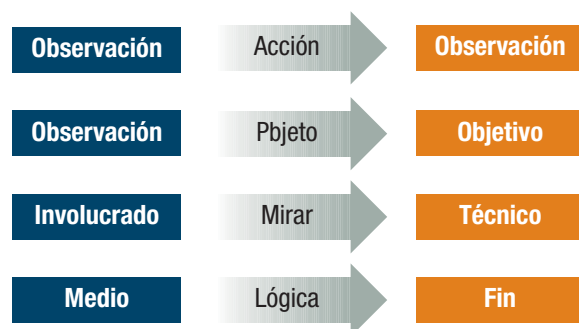 Observación Acción Observación
Observación Pbjeto Objetivo
Involucrado Mirar Técnico
Medio Lógica Fin